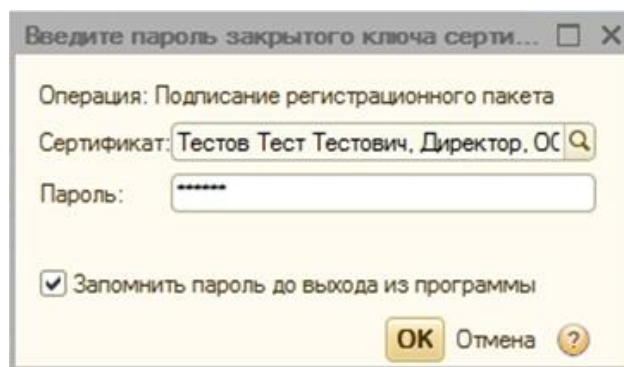 Введите пароль закрытого ключа серти...
Операция: Подписание регистрационного пакета
Сертификат: Тестов Тест Тестович, Директор, ОС
Пароль: ******
Запомнить пароль до выхода из программы
ОК Отмена ?